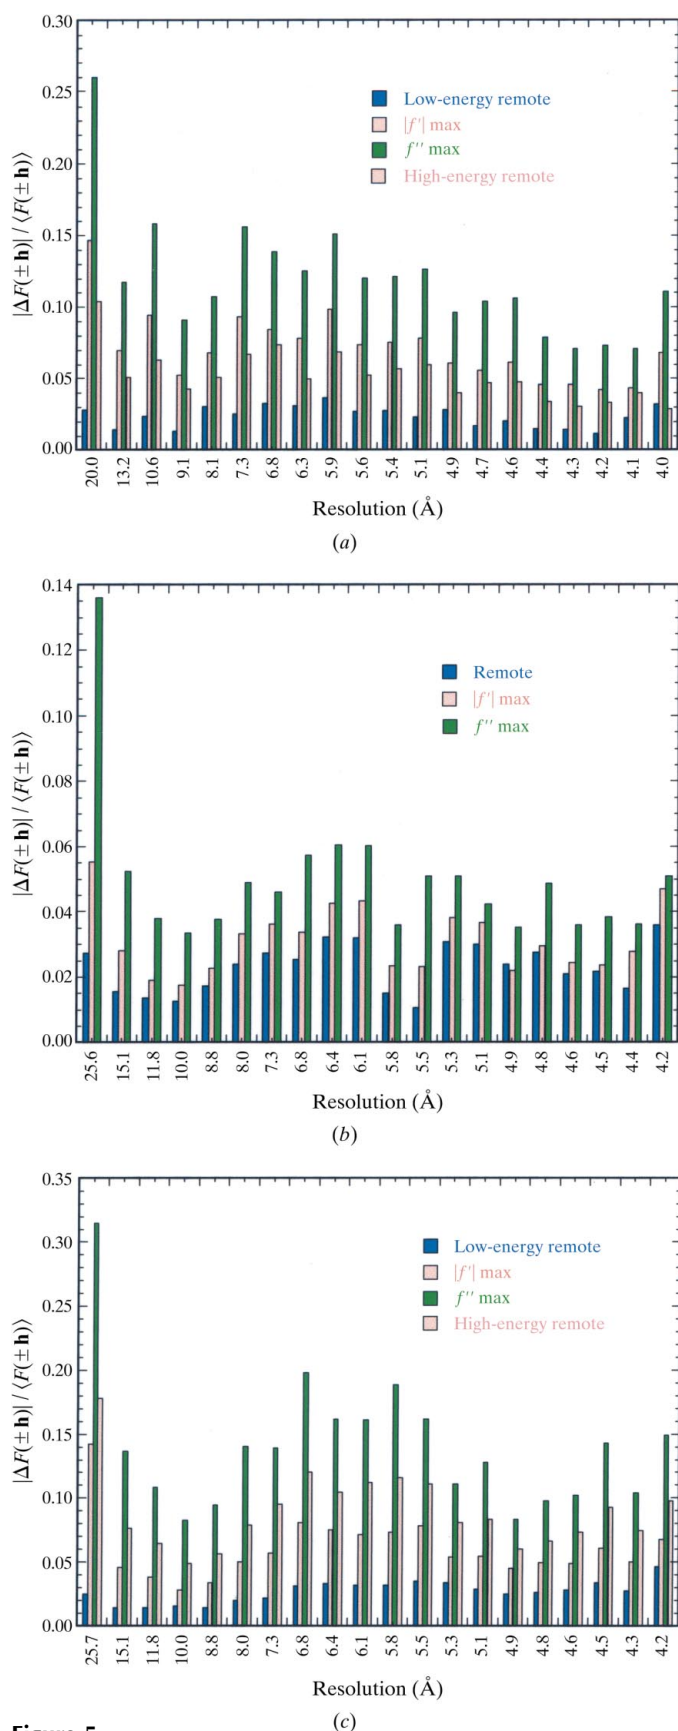 0.30
0.25
0.20
0.15
0.10
0.05
0.00
|ΔF(±h)| / ⟨F(±h)⟩
Low-energy remote
|f′| max
f′′ max
High-energy remote
20.0 13.2 10.6 9.1 8.1 7.3 6.8 6.3 5.9 5.6 5.4 5.1 4.9 4.7 4.6 4.4 4.3 4.2 4.1 4.0
Resolution (Å)
(a)
0.14
0.12
0.10
0.08
0.06
0.04
0.02
0.00
|ΔF(±h)| / ⟨F(±h)⟩
Remote
|f′| max
f′′ max
25.6 15.1 11.8 10.0 8.8 8.0 7.3 6.8 6.4 6.1 5.8 5.5 5.3 5.1 4.9 4.8 4.6 4.5 4.4 4.2
Resolution (Å)
(b)
0.35
0.30
0.25
0.20
0.15
0.10
0.05
0.00
|ΔF(±h)| / ⟨F(±h)⟩
Low-energy remote
|f′| max
f′′ max
High-energy remote
25.7 15.1 11.8 10.0 8.8 8.0 7.3 6.8 6.4 6.1 5.8 5.5 5.3 5.1 4.9 4.8 4.6 4.5 4.3 4.2
Resolution (Å)
(c)
Figure 5